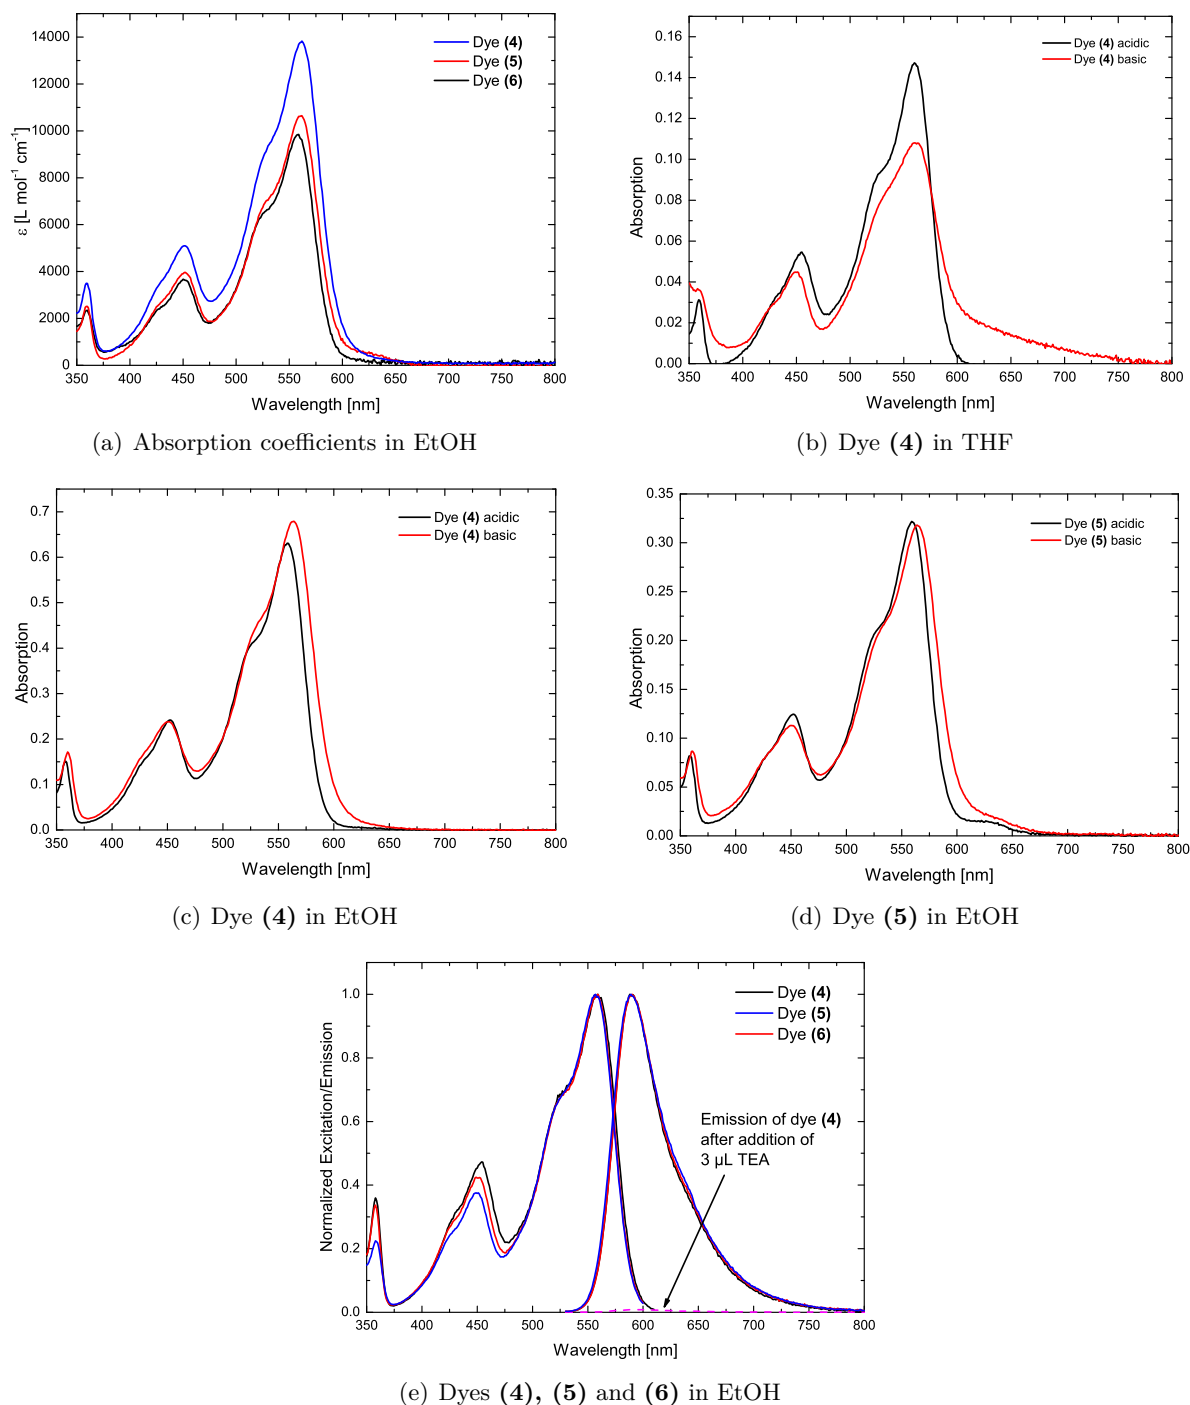 14000
12000
10000
8000
6000
4000
2000
0
350 400 450 500 550 600 650 700 750 800
ε [L mol⁻¹ cm⁻¹]
Wavelength [nm]
Dye (4)
Dye (5)
Dye (6)
(a) Absorption coefficients in EtOH
0.16
0.14
0.12
0.10
0.08
0.06
0.04
0.02
0.00
350 400 450 500 550 600 650 700 750 800
Absorption
Wavelength [nm]
Dye (4) acidic
Dye (4) basic
(b) Dye (4) in THF
0.7
0.6
0.5
0.4
0.3
0.2
0.1
0.0
350 400 450 500 550 600 650 700 750 800
Absorption
Wavelength [nm]
Dye (4) acidic
Dye (4) basic
(c) Dye (4) in EtOH
0.35
0.30
0.25
0.20
0.15
0.10
0.05
0.00
350 400 450 500 550 600 650 700 750 800
Absorption
Wavelength [nm]
Dye (5) acidic
Dye (5) basic
(d) Dye (5) in EtOH
1.0
0.8
0.6
0.4
0.2
0.0
350 400 450 500 550 600 650 700 750 800
Normalized Excitation/Emission
Wavelength [nm]
Dye (4)
Dye (5)
Dye (6)
Emission of dye (4)
after addition of
3 µL TEA
(e) Dyes (4), (5) and (6) in EtOH